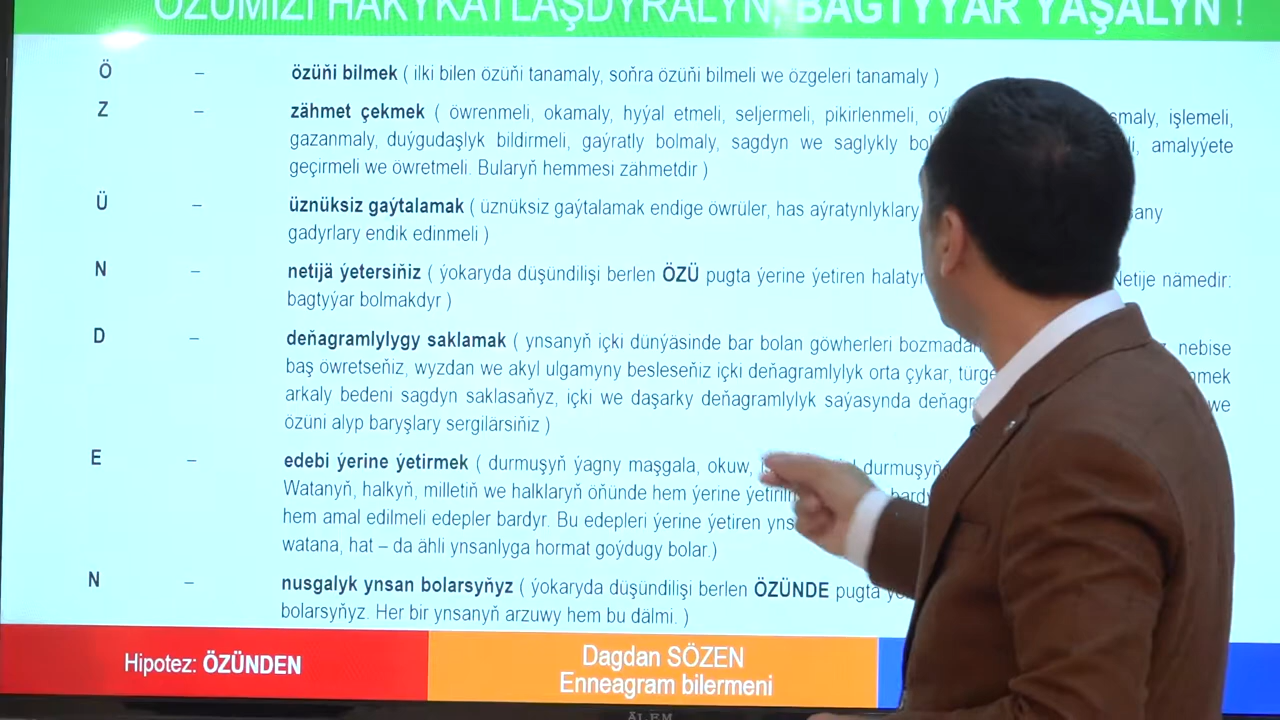 ÖZÜMIZI HAKYKATLAŞDYRALYŇ, BAGTYÝAR ÝAŞALYŇ !
Ö – özüňi bilmek ( ilki bilen özüňi tanamaly, soňra özüňi bilmeli we özgeleri tanamaly )
Z – zähmet çekmek ( öwrenmeli, okamaly, hyýal etmeli, seljermeli, pikirlenmeli, işlemeli,
gazanmaly, duýgudaşlyk bildirmeli, gaýratly bolmaly, sagdyn we saglykly amalyýete
geçirmeli we öwretmeli. Bularyň hemmesi zähmetdir )
Ü – üznüksiz gaýtalamak ( üznüksiz gaýtalamak endige öwrüler, has aýratynlyklary
gadyrlary endik edinmeli )
N – netijä ýetersiňiz ( ýokaryda düşündilişi berlen ÖZÜ pugta ýerine ýetiren Netije nämedir:
bagtyýar bolmakdyr )
D – deňagramlylygy saklamak ( ynsanyň içki dünýäsinde bar bolan göwherleri nebise
baş öwretseňiz, wyzdan we akyl ulgamyny besleseňiz içki deňagramlylyk orta çykar,
arkaly bedeni sagdyn saklasaňyz, içki we daşarky deňagramlylyk saýasynda we
özüni alyp baryşlary sergilärsiňiz )
E – edebi ýerine ýetirmek ( durmuşyň ýagny maşgala, okuw, durmuşyň
Watanyň, halkyň, milletiň we halklaryň öňünde hem ýerine
hem amal edilmeli edepler bardyr. Bu edepleri ýerine ýetiren
watana, hat – da ähli ynsanlyga hormat goýdugy bolar.)
N – nusgalyk ynsan bolarsyňyz ( ýokaryda düşündilişi berlen ÖZÜNDE pugta
bolarsyňyz. Her bir ynsanyň arzuwy hem bu dälmi. )
Hipotez: ÖZÜNDEN
Dagdan SÖZEN
Enneagram bilermeni
ÄLEM